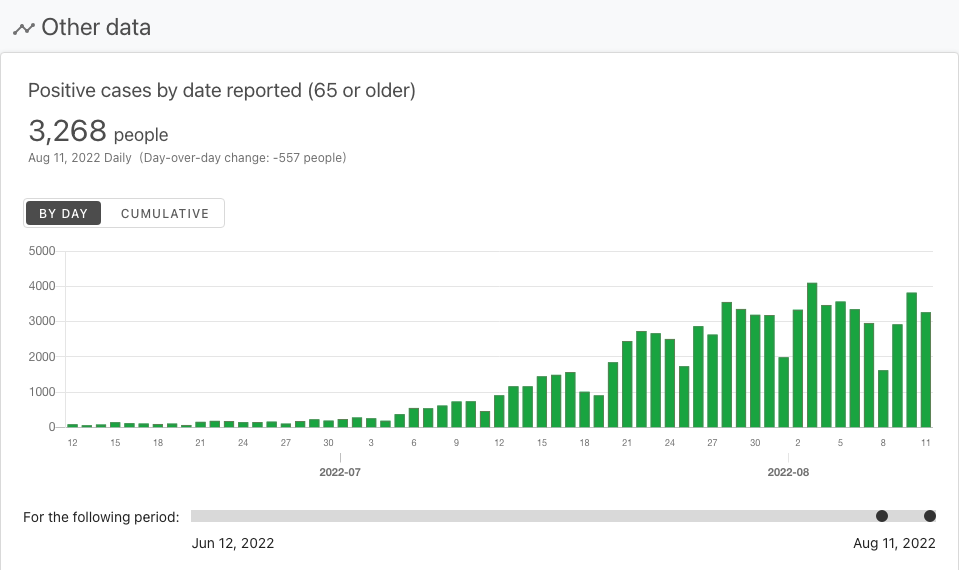 Other data
Positive cases by date reported (65 or older)
3,268 people
Aug 11, 2022 Daily (Day-over-day change: -557 people)
BY DAY CUMULATIVE
5000
4000
3000
2000
1000
0
12 15 18 21 24 27 30 3 6 9 12 15 18 21 24 27 30 2 5 8 11
2022-07 2022-08
For the following period:
Jun 12, 2022 Aug 11, 2022